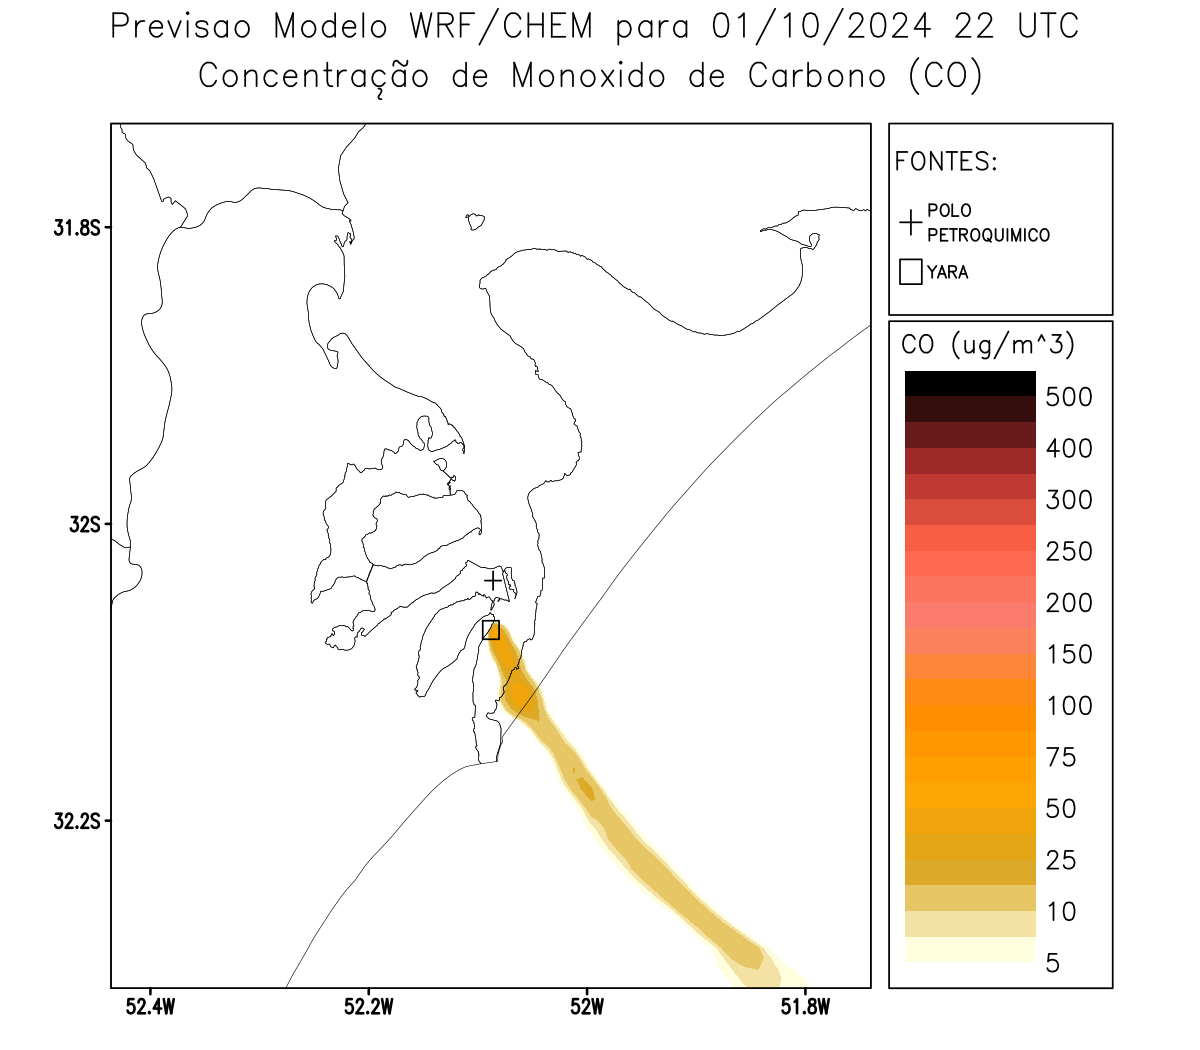 Previsao Modelo WRF/CHEM para 01/10/2024 22 UTC
Concentração de Monoxido de Carbono (CO)
FONTES:
POLO
PETROQUIMICO
YARA
CO (ug/m^3)
500
400
300
250
200
150
100
75
50
25
10
5
31.8S
32S
32.2S
52.4W
52.2W
52W
51.8W